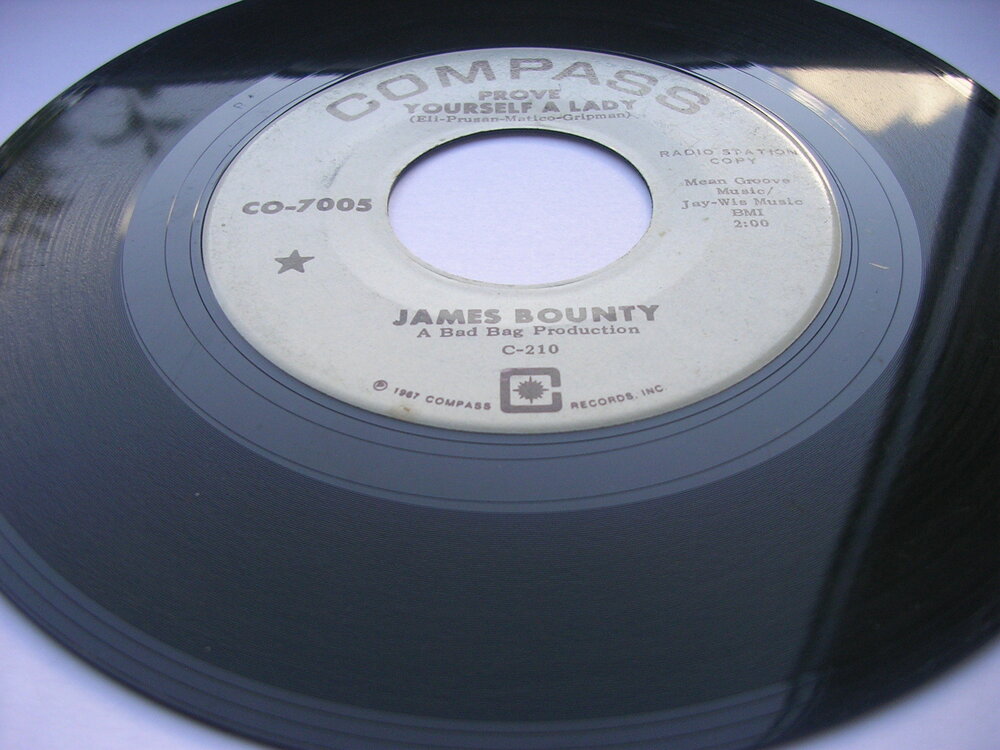 COMPASS
PROVE
YOURSELF A LADY
(Eli-Prusan-Matico-Gripman)
CO-7005
RADIO STATION
COPY
Mean Groove
Music/
Jay-Wis Music
BMI
2:00
JAMES BOUNTY
A Bad Bag Production
C-210
℗ 1967 COMPASS RECORDS, INC.